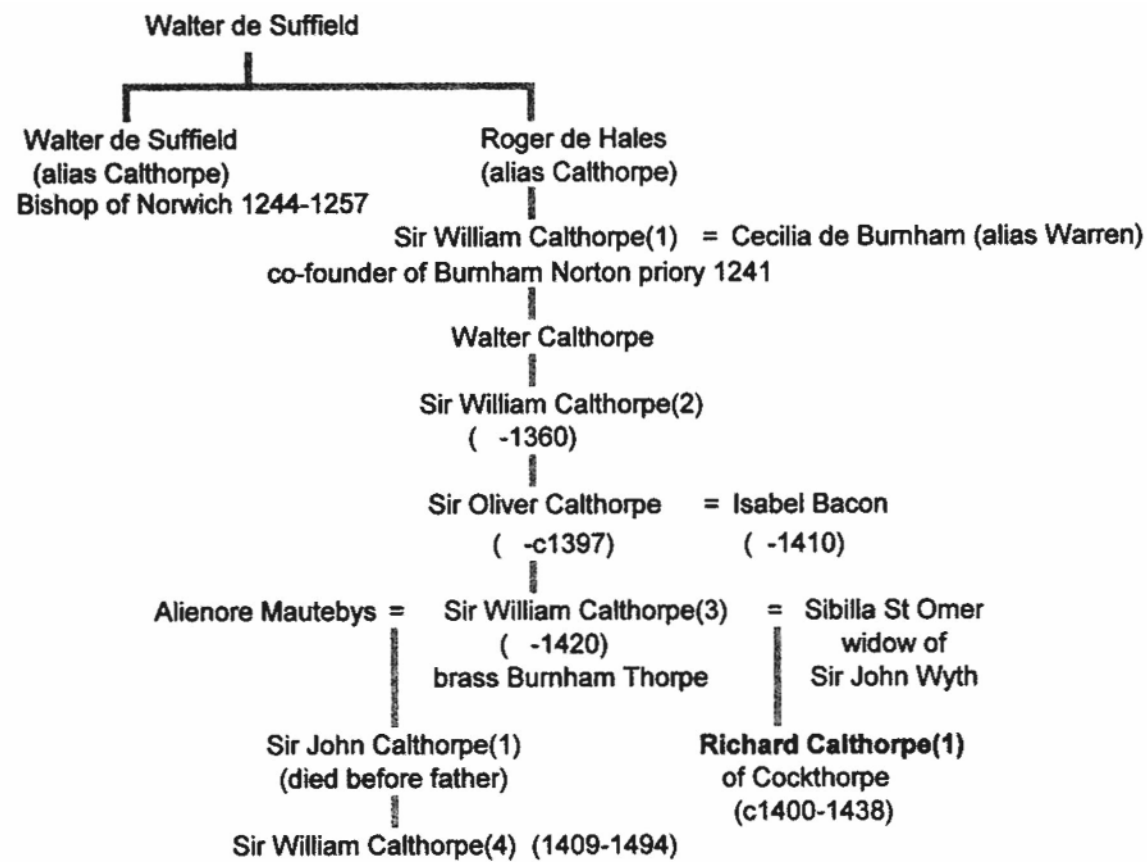 Walter de Suffield
Walter de Suffield
(alias Calthorpe)
Bishop of Norwich 1244-1257
Roger de Hales
(alias Calthorpe)
Sir William Calthorpe(1) = Cecilia de Burnham (alias Warren)
co-founder of Burnham Norton priory 1241
Walter Calthorpe
Sir William Calthorpe(2)
( -1360)
Sir Oliver Calthorpe = Isabel Bacon
( -c1397) ( -1410)
Alienore Mautebys = Sir William Calthorpe(3) = Sibilla St Omer
( -1420) widow of
brass Burnham Thorpe Sir John Wyth
Sir John Calthorpe(1)
(died before father)
Richard Calthorpe(1)
of Cockthorpe
(c1400-1438)
Sir William Calthorpe(4) (1409-1494)